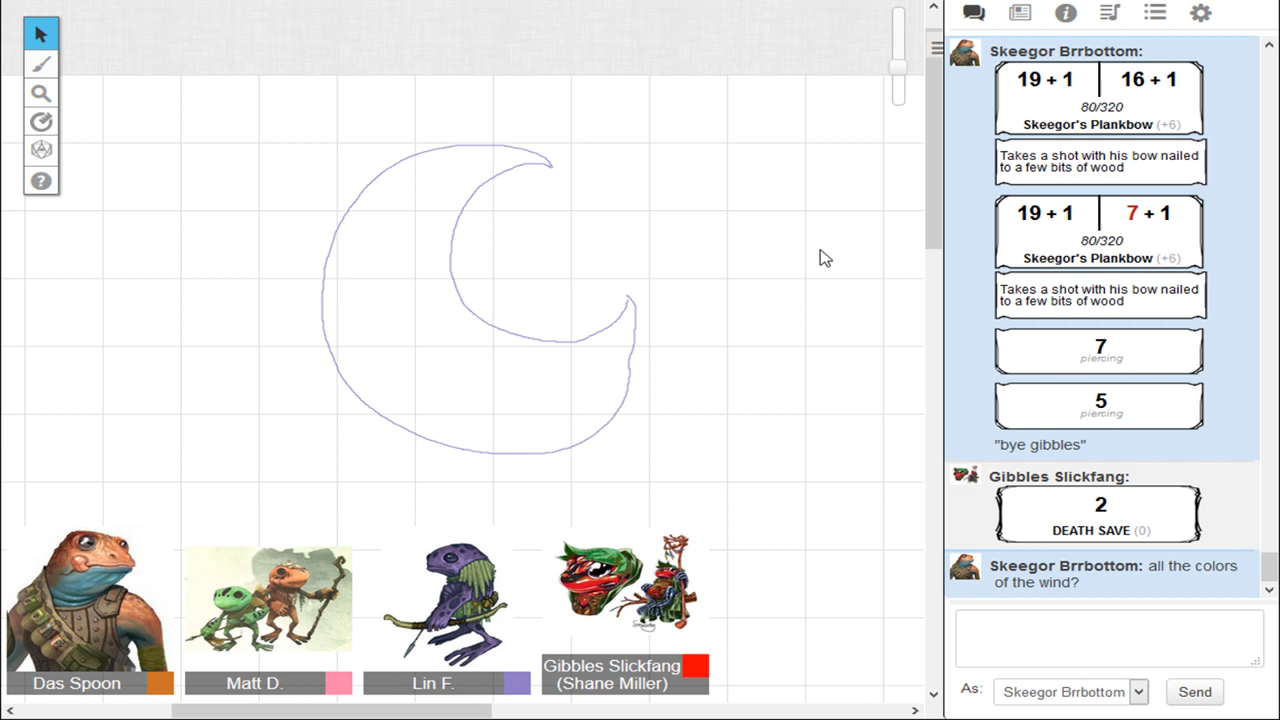 Skeegor Brrbottom:
19 + 1 16 + 1
80/320
Skeegor's Plankbow (+6)
Takes a shot with his bow nailed
to a few bits of wood
19 + 1 7 + 1
80/320
Skeegor's Plankbow (+6)
Takes a shot with his bow nailed
to a few bits of wood
7
piercing
5
piercing
"bye gibbles"
Gibbles Slickfang:
2
DEATH SAVE (0)
Skeegor Brrbottom: all the colors
of the wind?
As: Skeegor Brrbottom Send
Das Spoon
Matt D.
Lin F.
Gibbles Slickfang
(Shane Miller)